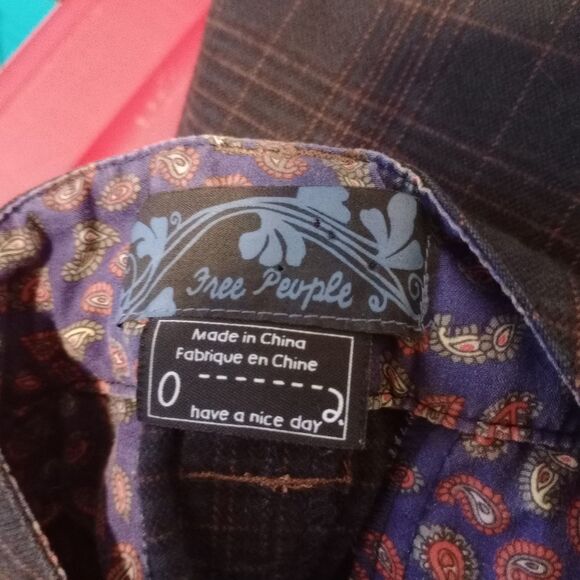 Free People
Made in China
Fabrique en Chine
0
have a nice day